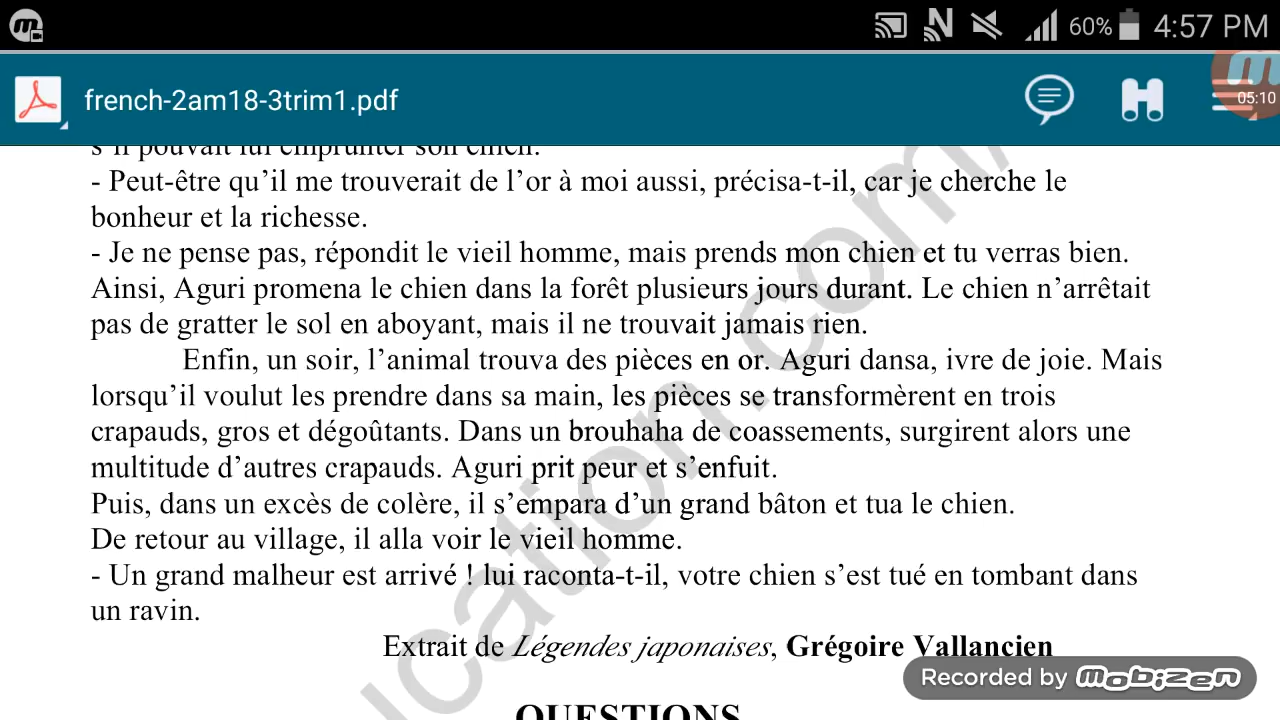 60% 4:57 PM
french-2am18-3trim1.pdf
05:10
s'il pouvait lui emprunter son chien.
- Peut-être qu'il me trouverait de l'or à moi aussi, précisa-t-il, car je cherche le
bonheur et la richesse.
- Je ne pense pas, répondit le vieil homme, mais prends mon chien et tu verras bien.
Ainsi, Aguri promena le chien dans la forêt plusieurs jours durant. Le chien n'arrêtait
pas de gratter le sol en aboyant, mais il ne trouvait jamais rien.
Enfin, un soir, l'animal trouva des pièces en or. Aguri dansa, ivre de joie. Mais
lorsqu'il voulut les prendre dans sa main, les pièces se transformèrent en trois
crapauds, gros et dégoûtants. Dans un brouhaha de coassements, surgirent alors une
multitude d'autres crapauds. Aguri prit peur et s'enfuit.
Puis, dans un excès de colère, il s'empara d'un grand bâton et tua le chien.
De retour au village, il alla voir le vieil homme.
- Un grand malheur est arrivé ! lui raconta-t-il, votre chien s'est tué en tombant dans
un ravin.
Extrait de Légendes japonaises, Grégoire Vallancien
Recorded by mobizen
QUESTIONS
ucation.com/